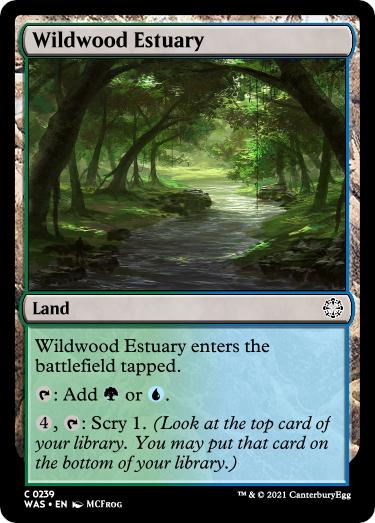 Wildwood Estuary
Land
Wildwood Estuary enters the
battlefield tapped.
: Add or .
4, : Scry 1. (Look at the top card of
your library. You may put that card on
the bottom of your library.)
C 0239
WAS • EN MCFROG
™ & © 2021 CanterburyEgg